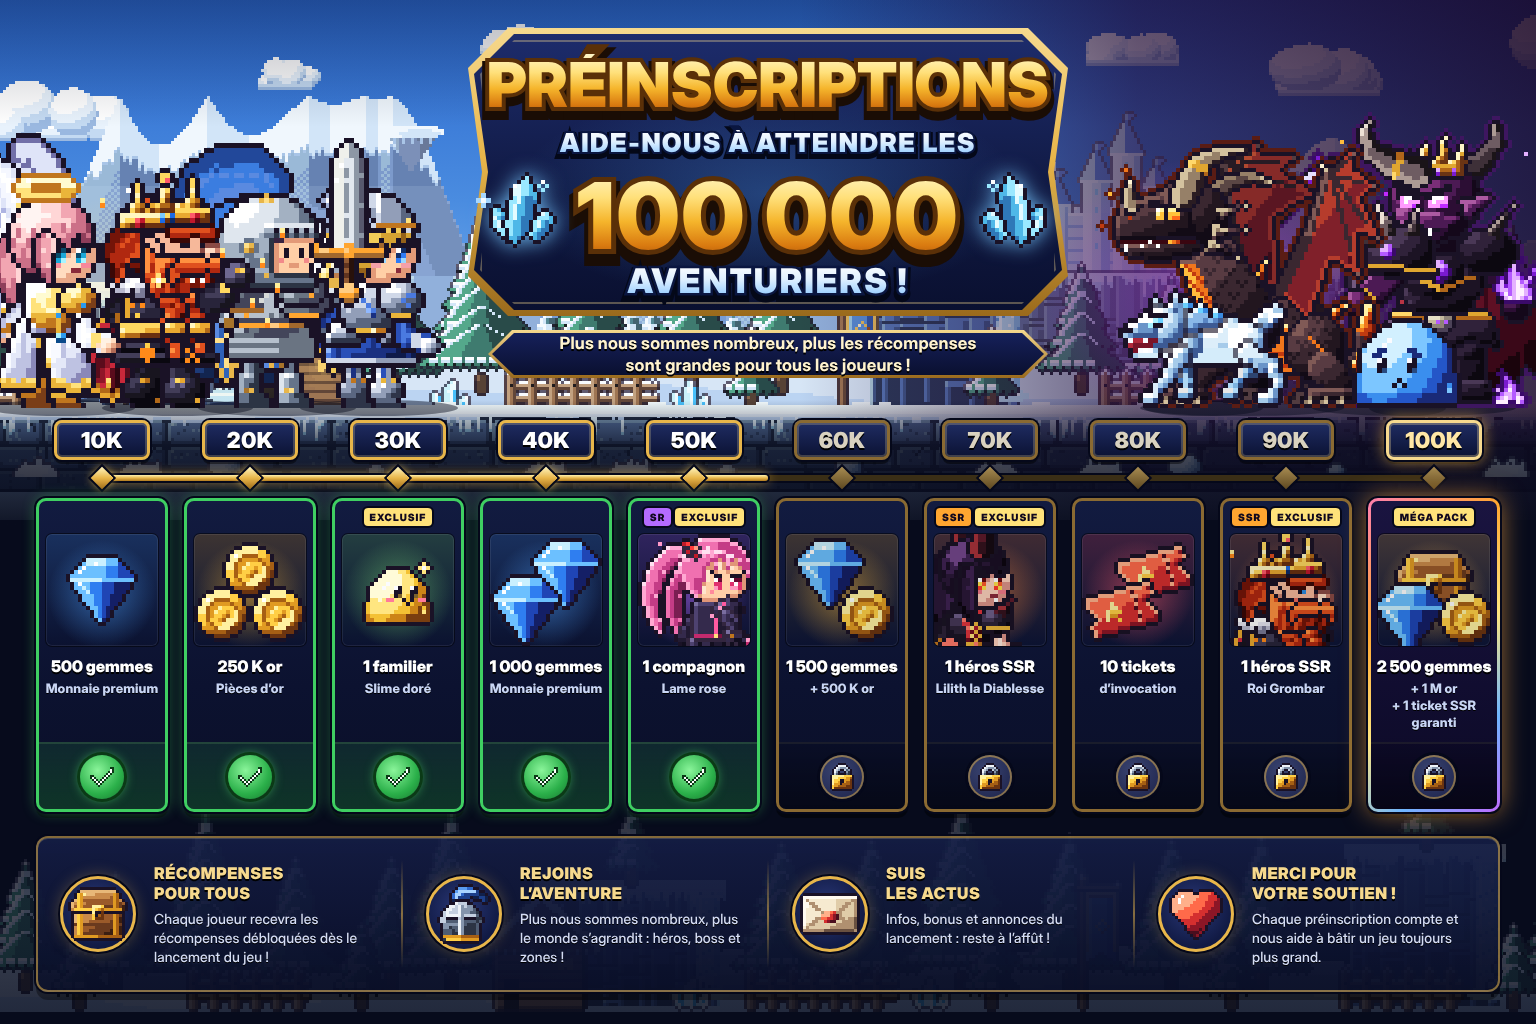 PRÉINSCRIPTIONS
AIDE-NOUS À ATTEINDRE LES
100 000
AVENTURIERS !
Plus nous sommes nombreux, plus les récompenses
sont grandes pour tous les joueurs !
10K
20K
30K
40K
50K
60K
70K
80K
90K
100K
500 gemmes
Monnaie premium
250 K or
Pièces d’or
EXCLUSIF
1 familier
Slime doré
1 000 gemmes
Monnaie premium
SR EXCLUSIF
1 compagnon
Lame rose
1 500 gemmes
+ 500 K or
SSR EXCLUSIF
1 héros SSR
Lilith la Diablesse
10 tickets
d’invocation
SSR EXCLUSIF
1 héros SSR
Roi Grombar
MÉGA PACK
2 500 gemmes
+ 1 M or
+ 1 ticket SSR
garanti
RÉCOMPENSES
POUR TOUS
Chaque joueur recevra les
récompenses débloquées dès le
lancement du jeu !
REJOINS
L’AVENTURE
Plus nous sommes nombreux, plus
le monde s’agrandit : héros, boss et
zones !
SUIS
LES ACTUS
Infos, bonus et annonces du
lancement : reste à l’affût !
MERCI POUR
VOTRE SOUTIEN !
Chaque préinscription compte et
nous aide à bâtir un jeu toujours
plus grand.